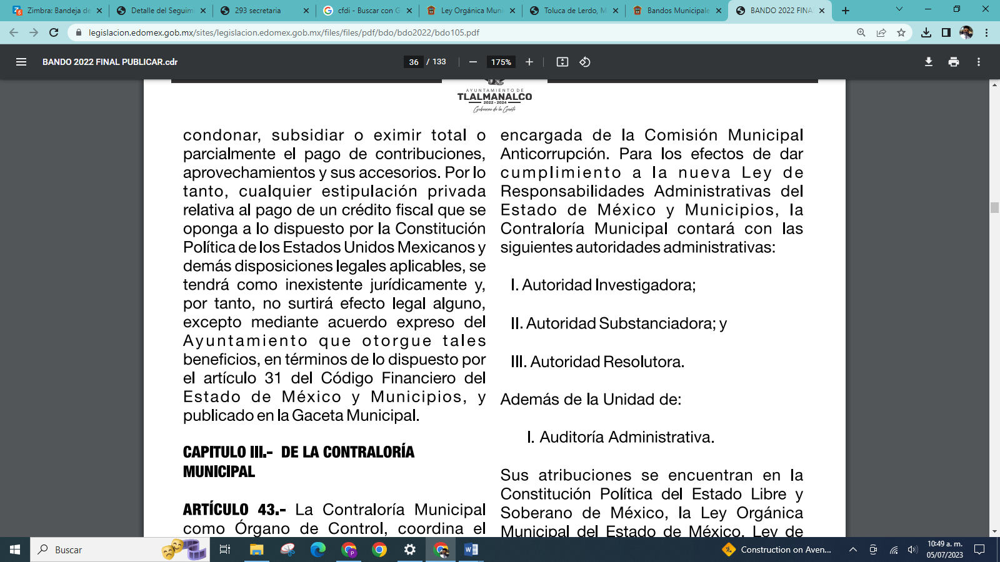 Zimbra: Bandeja de
Detalle del Seguim
293 secretaria
cfdi - Buscar con G
Ley Orgánica Muni
Toluca de Lerdo, M
Bandos Municipale
BANDO 2022 FINA
legislacion.edomex.gob.mx/sites/legislacion.edomex.gob.mx/files/files/pdf/bdo/bdo2022/bdo105.pdf
BANDO 2022 FINAL PUBLICAR.cdr
36 / 133
175%
AYUNTAMIENTO DE
TLALMANALCO
2022 - 2024
Gobierno de la Gente
condonar, subsidiar o eximir total o
parcialmente el pago de contribuciones,
aprovechamientos y sus accesorios. Por lo
tanto, cualquier estipulación privada
relativa al pago de un crédito fiscal que se
oponga a lo dispuesto por la Constitución
Política de los Estados Unidos Mexicanos y
demás disposiciones legales aplicables, se
tendrá como inexistente jurídicamente y,
por tanto, no surtirá efecto legal alguno,
excepto mediante acuerdo expreso del
Ayuntamiento que otorgue tales
beneficios, en términos de lo dispuesto por
el artículo 31 del Código Financiero del
Estado de México y Municipios, y
publicado en la Gaceta Municipal.
CAPITULO III.- DE LA CONTRALORÍA
MUNICIPAL
ARTÍCULO 43.- La Contraloría Municipal
como Órgano de Control, coordina el
encargada de la Comisión Municipal
Anticorrupción. Para los efectos de dar
cumplimiento a la nueva Ley de
Responsabilidades Administrativas del
Estado de México y Municipios, la
Contraloría Municipal contará con las
siguientes autoridades administrativas:
I. Autoridad Investigadora;
II. Autoridad Substanciadora; y
III. Autoridad Resolutora.
Además de la Unidad de:
I. Auditoría Administrativa.
Sus atribuciones se encuentran en la
Constitución Política del Estado Libre y
Soberano de México, la Ley Orgánica
Municipal del Estado de México, Ley de
Buscar
Construction on Aven...
10:49 a. m.
05/07/2023